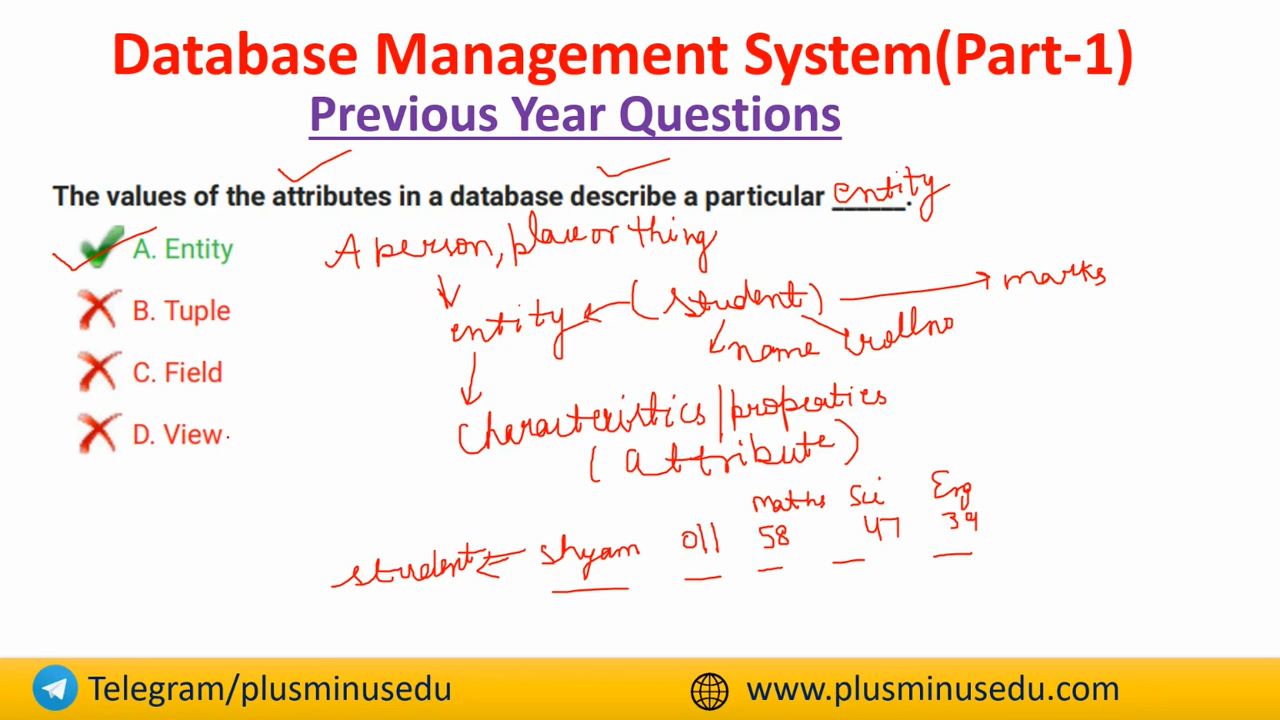 Database Management System(Part-1)
Previous Year Questions
The values of the attributes in a database describe a particular ______.
entity
A. Entity
A person, place or thing
B. Tuple
entity
(student)
marks
name
rollno
C. Field
characteristics/properties
D. View
(attribute)
Maths Sci Eng
student shyam 011 58 47 39
Telegram/plusminusedu
www.plusminusedu.com